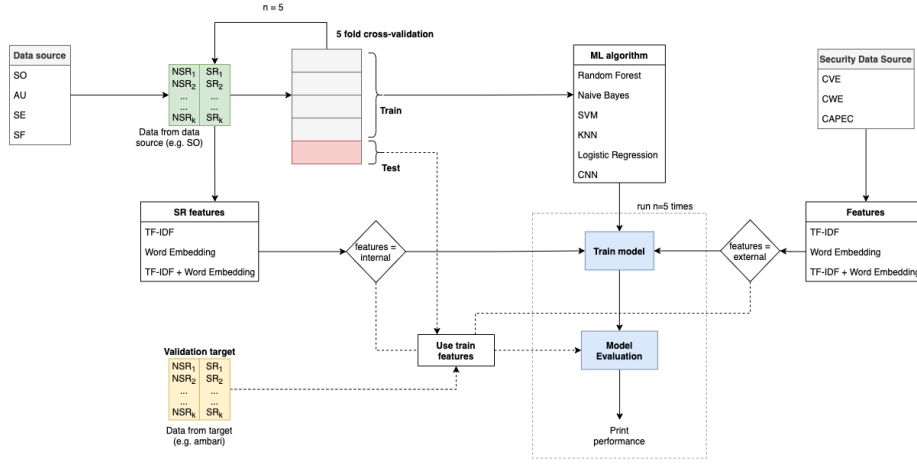 n = 5
5 fold cross-validation
Data source
SO
AU
SE
SF
NSR1 SR1
NSR2 SR2
... ...
... ...
NSRk SRk
Data from data
source (e.g. SO)
Train
Test
ML algorithm
Random Forest
Naive Bayes
SVM
KNN
Logistic Regression
CNN
Security Data Source
CVE
CWE
CAPEC
SR features
TF-IDF
Word Embedding
TF-IDF + Word Embedding
features =
internal
run n=5 times
Train model
features =
external
Features
TF-IDF
Word Embedding
TF-IDF + Word Embedding
Use train
features
Model
Evaluation
Validation target
NSR1 SR1
NSR2 SR2
... ...
... ...
NSRk SRk
Data from target
(e.g. ambari)
Print
performance